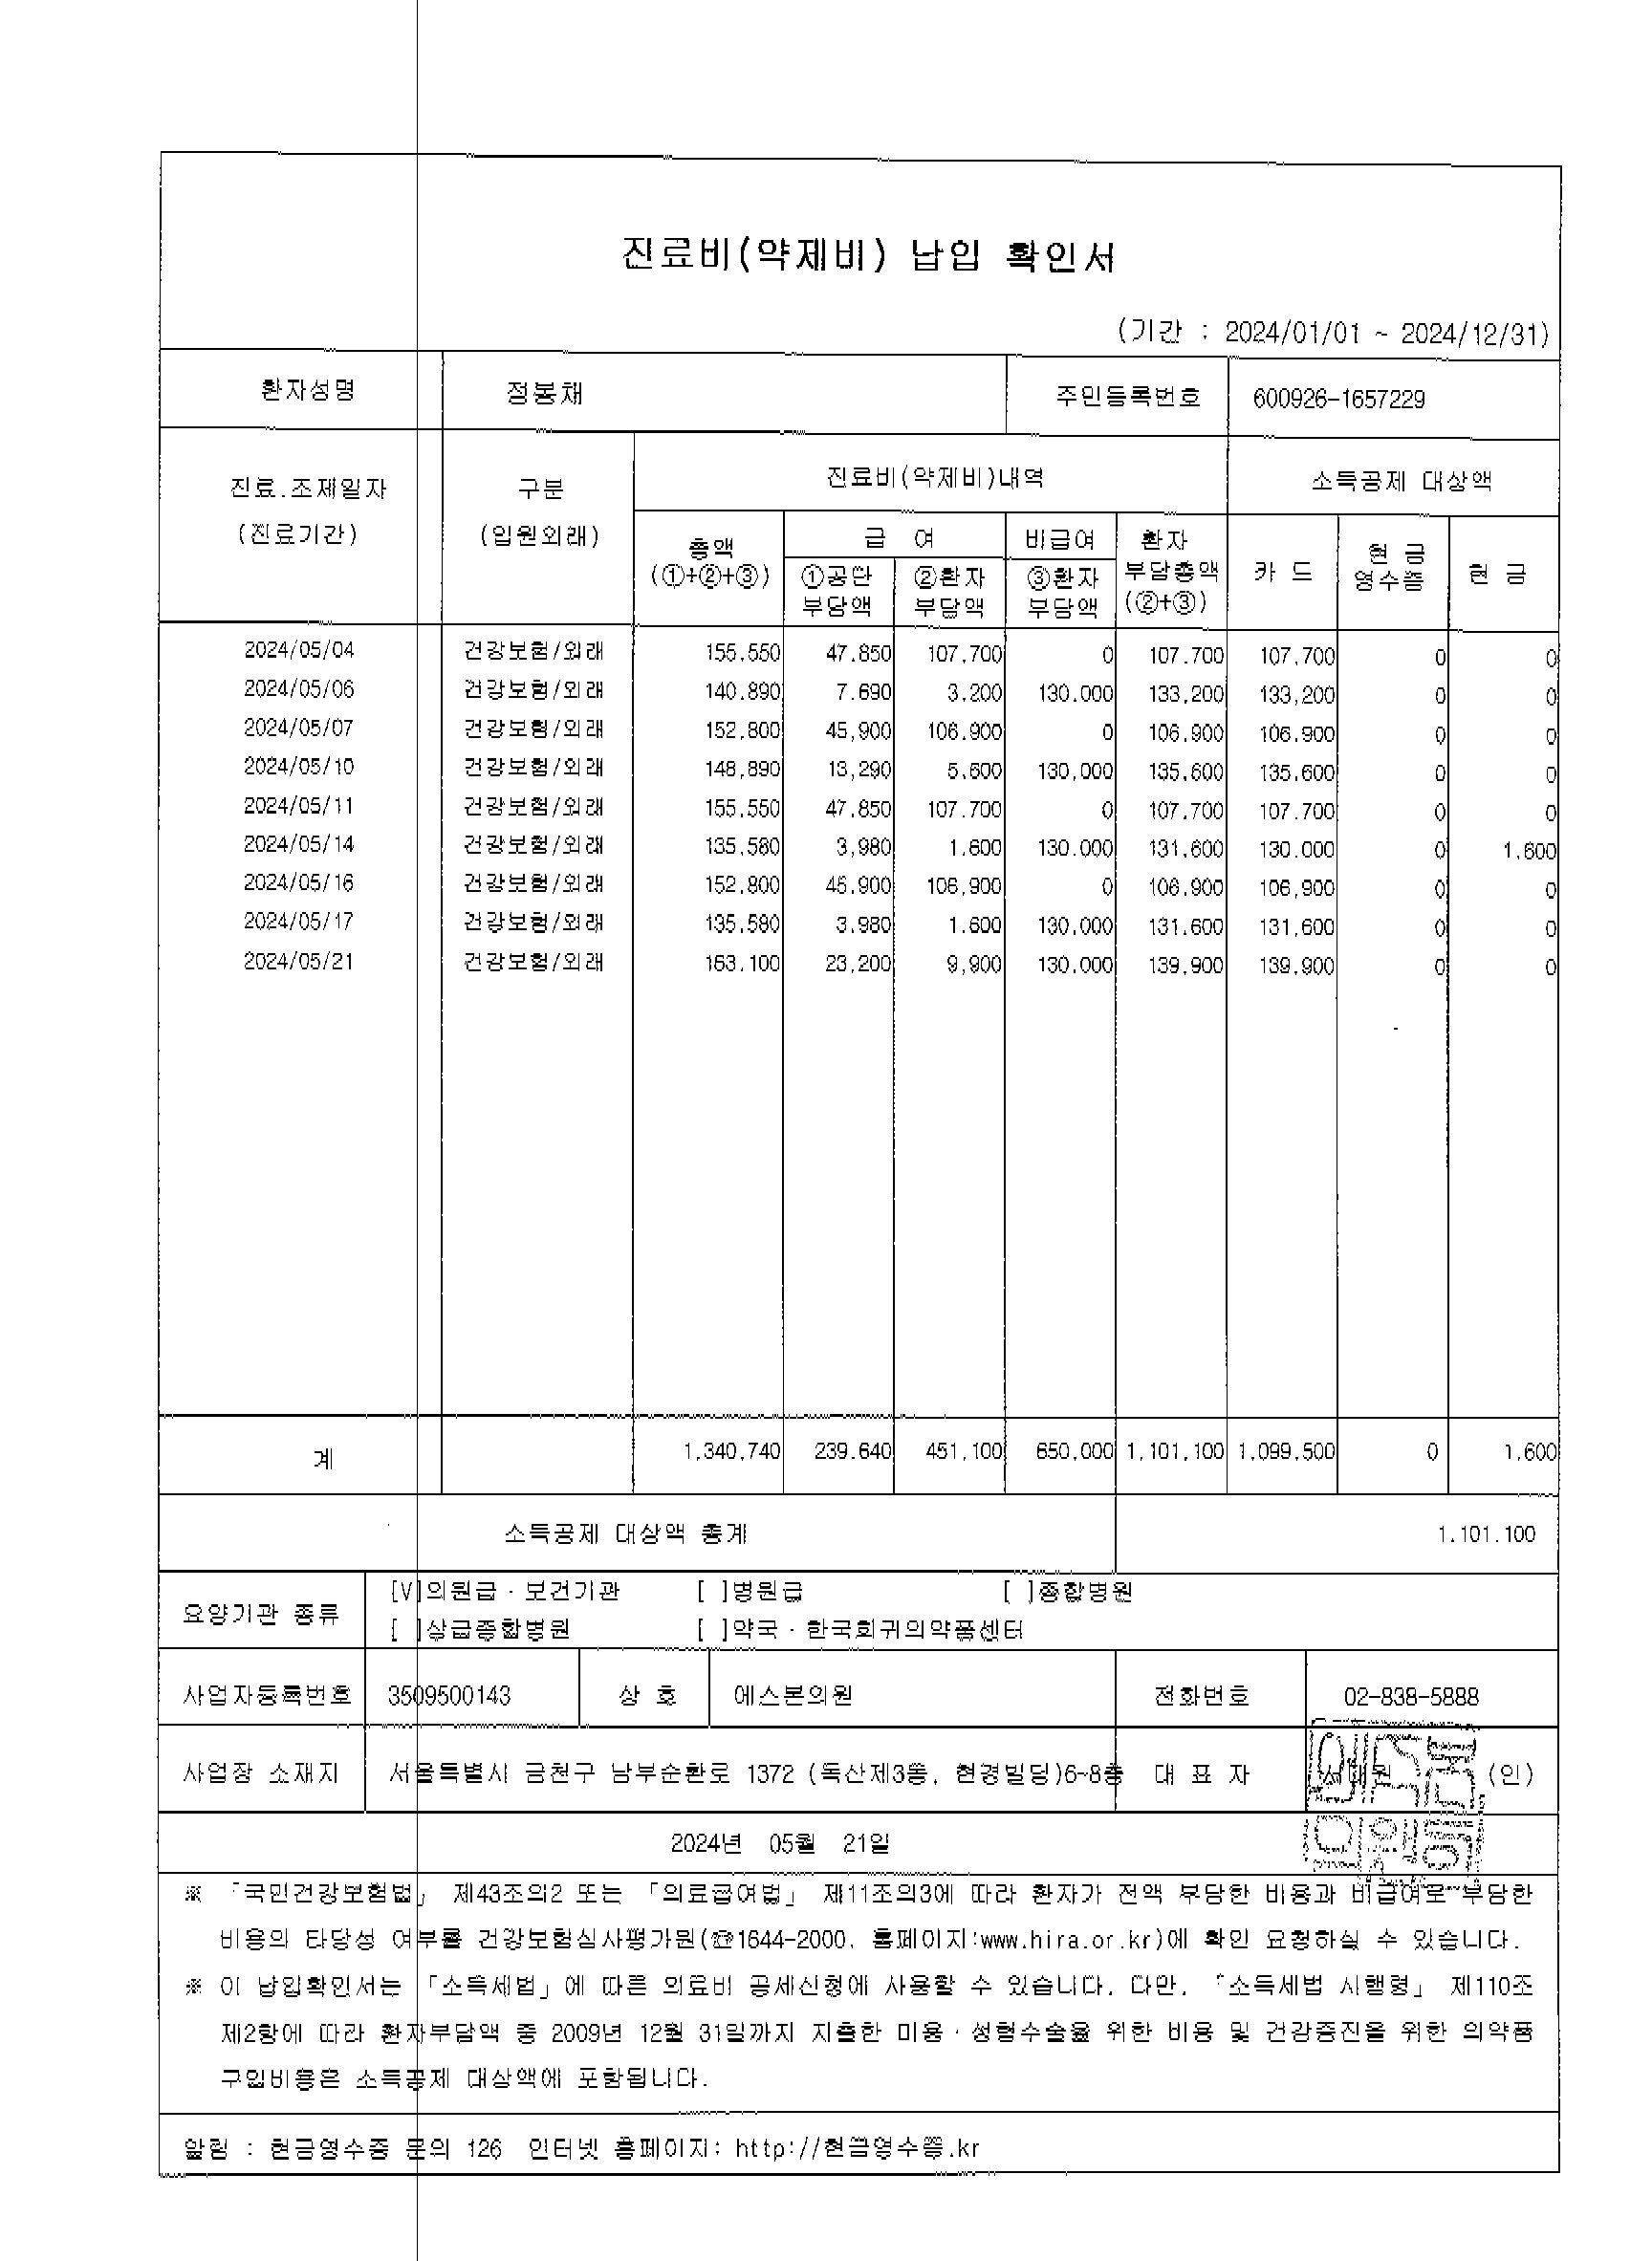 진료비(약제비) 납입 확인서
(기간 : 2024/01/01 ~ 2024/12/31)
환자성명 정봉채 주민등록번호 600926-1657229
진료.조제일자 (진료기간) 구분 (입원외래) 진료비(약제비)내역 소득공제 대상액
총액 (①+②+③) 급 여 비급여 환자 부담총액 (②+③) 카 드 현 금 영수증 현 금
①공단 부담액 ②환자 부담액 ③환자 부담액
2024/05/04 건강보험/외래 155,550 47,850 107,700 0 107,700 107,700 0 0
2024/05/06 건강보험/외래 140,890 7,690 3,200 130,000 133,200 133,200 0 0
2024/05/07 건강보험/외래 152,800 45,900 106,900 0 106,900 106,900 0 0
2024/05/10 건강보험/외래 148,890 13,290 5,600 130,000 135,600 135,600 0 0
2024/05/11 건강보험/외래 155,550 47,850 107,700 0 107,700 107,700 0 0
2024/05/14 건강보험/외래 135,580 3,980 1,600 130,000 131,600 130,000 0 1,600
2024/05/16 건강보험/외래 152,800 45,900 106,900 0 106,900 106,900 0 0
2024/05/17 건강보험/외래 135,580 3,980 1,600 130,000 131,600 131,600 0 0
2024/05/21 건강보험/외래 163,100 23,200 9,900 130,000 139,900 139,900 0 0
계 1,340,740 239,640 451,100 650,000 1,101,100 1,099,500 0 1,600
소득공제 대상액 총계 1,101,100
요양기관 종류 [V]의원급 · 보건기관 [ ]병원급 [ ]종합병원
[ ]상급종합병원 [ ]약국 · 한국희귀의약품센터
사업자등록번호 3509500143 상 호 에스본의원 전화번호 02-838-5888
사업장 소재지 서울특별시 금천구 남부순환로 1372 (독산제3동, 현경빌딩)6~8층 대 표 자 (인)
2024년 05월 21일
※ 「국민건강보험법」 제43조의2 또는 「의료급여법」 제11조의3에 따라 환자가 전액 부담한 비용과 비급여로 부담한
비용의 타당성 여부를 건강보험심사평가원(☎1644-2000, 홈페이지:www.hira.or.kr)에 확인 요청하실 수 있습니다.
※ 이 납입확인서는 「소득세법」에 따른 의료비 공제신청에 사용할 수 있습니다. 다만, 「소득세법 시행령」 제110조
제2항에 따라 환자부담액 중 2009년 12월 31일까지 지출한 미용 · 성형수술을 위한 비용 및 건강증진을 위한 의약품
구입비용은 소득공제 대상액에 포함됩니다.
알림 : 현금영수증 문의 126 인터넷 홈페이지: http://현금영수증.kr